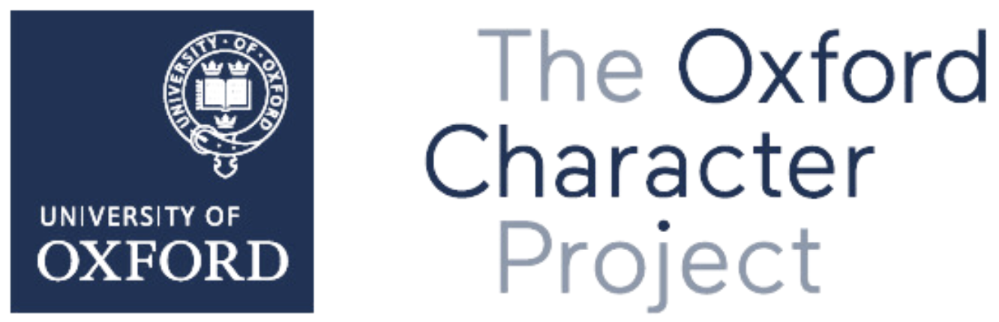 UNIVERSITY · OF · OXFORD
UNIVERSITY OF
OXFORD
The Oxford
Character
Project